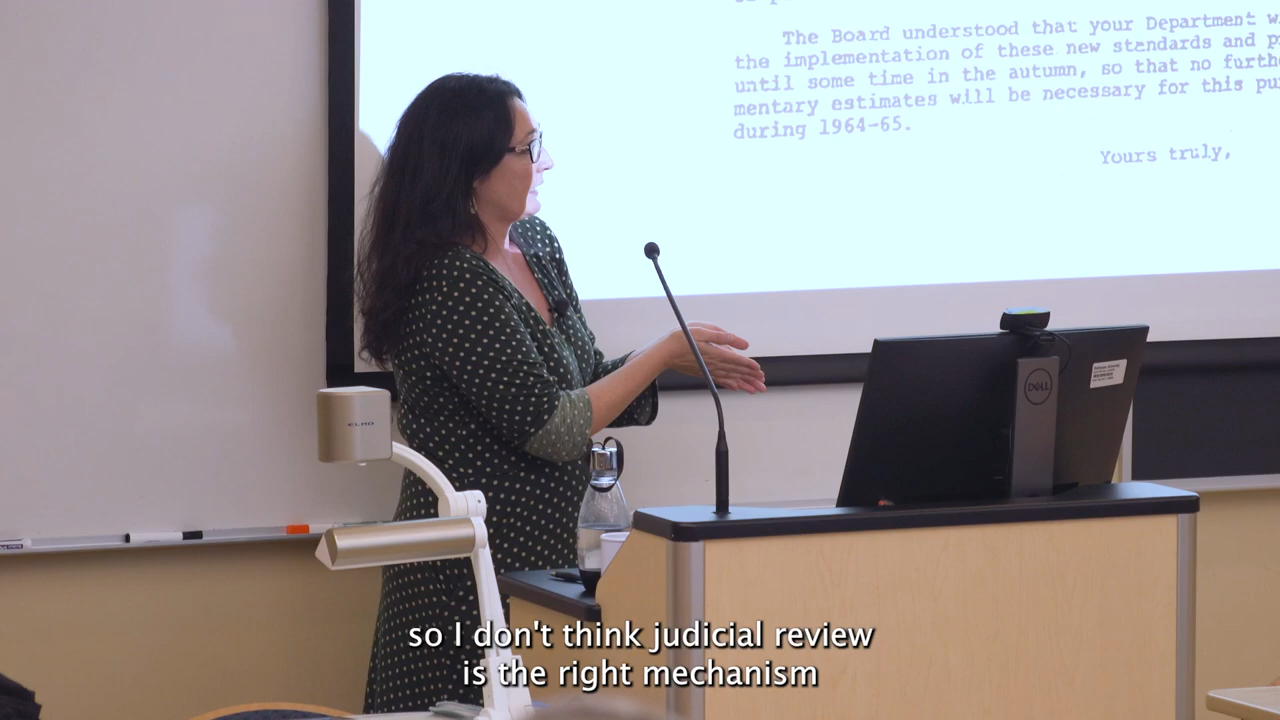 The Board understood that your Department
the implementation of these new standards and
until some time in the autumn, so that no
mentary estimates will be necessary for this
during 1964-65.
Yours truly,
ELMO
DELL
so I don't think judicial review
is the right mechanism